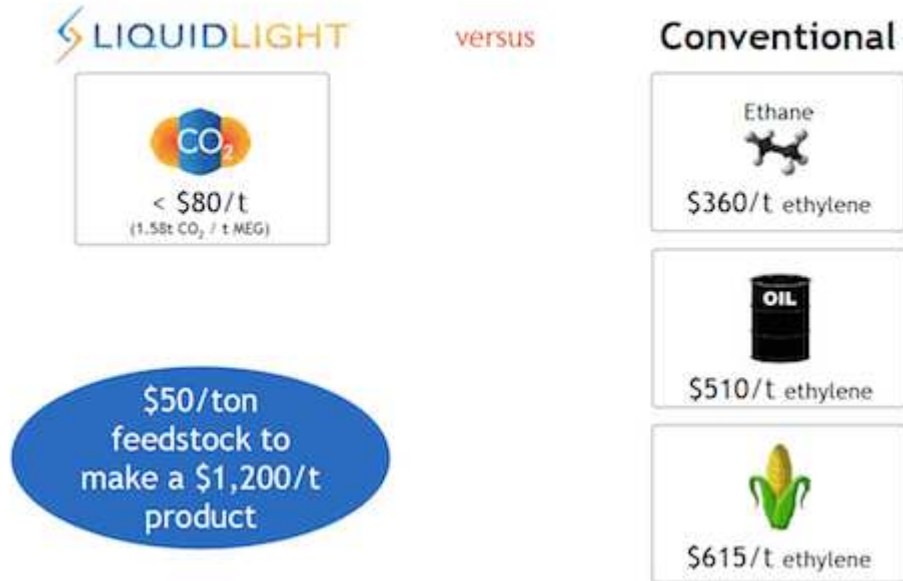 LIQUIDLIGHT versus Conventional
CO2
< $80/t
(1.58t CO2 / t MEG)
Ethane
$360/t ethylene
OIL
$510/t ethylene
$50/ton
feedstock to
make a $1,200/t
product
$615/t ethylene